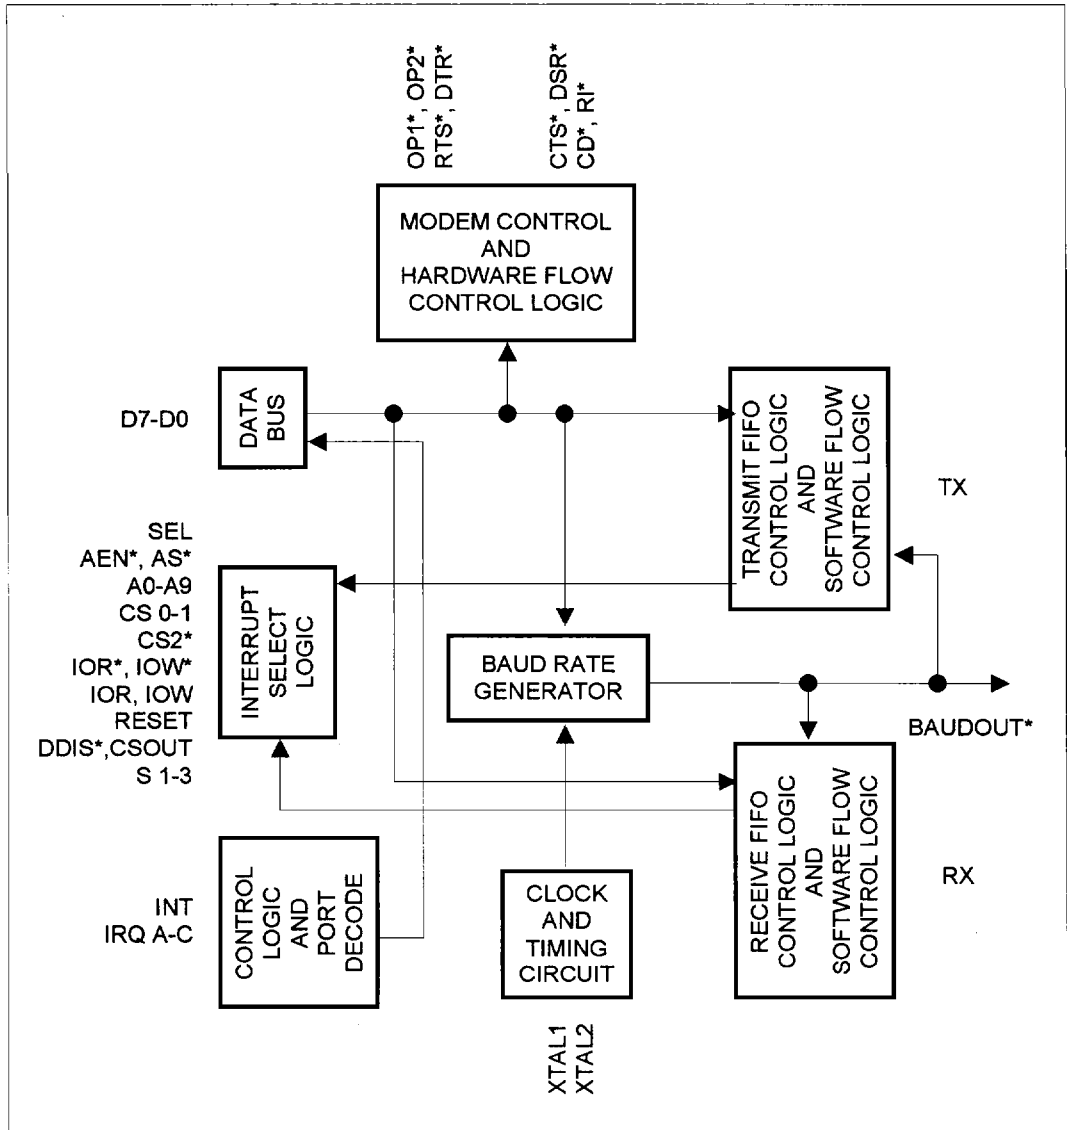 OP1*, OP2*
RTS*, DTR*
CTS*, DSR*
CD*, RI*
MODEM CONTROL
AND
HARDWARE FLOW
CONTROL LOGIC
D7-D0
DATA
BUS
TRANSMIT FIFO
CONTROL LOGIC
AND
SOFTWARE FLOW
CONTROL LOGIC
TX
SEL
AEN*, AS*
A0-A9
CS 0-1
CS2*
IOR*, IOW*
IOR, IOW
RESET
DDIS*,CSOUT
S 1-3
INTERRUPT
SELECT
LOGIC
BAUD RATE
GENERATOR
BAUDOUT*
INT
IRQ A-C
CONTROL
LOGIC
AND
PORT
DECODE
CLOCK
AND
TIMING
CIRCUIT
XTAL1
XTAL2
RECEIVE FIFO
CONTROL LOGIC
AND
SOFTWARE FLOW
CONTROL LOGIC
RX